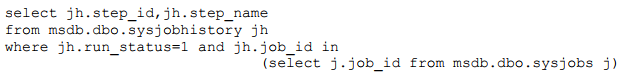 select jh.step_id,jh.step_name
from msdb.dbo.sysjobhistory jh
where jh.run_status=1 and jh.job_id in
(select j.job_id from msdb.dbo.sysjobs j)